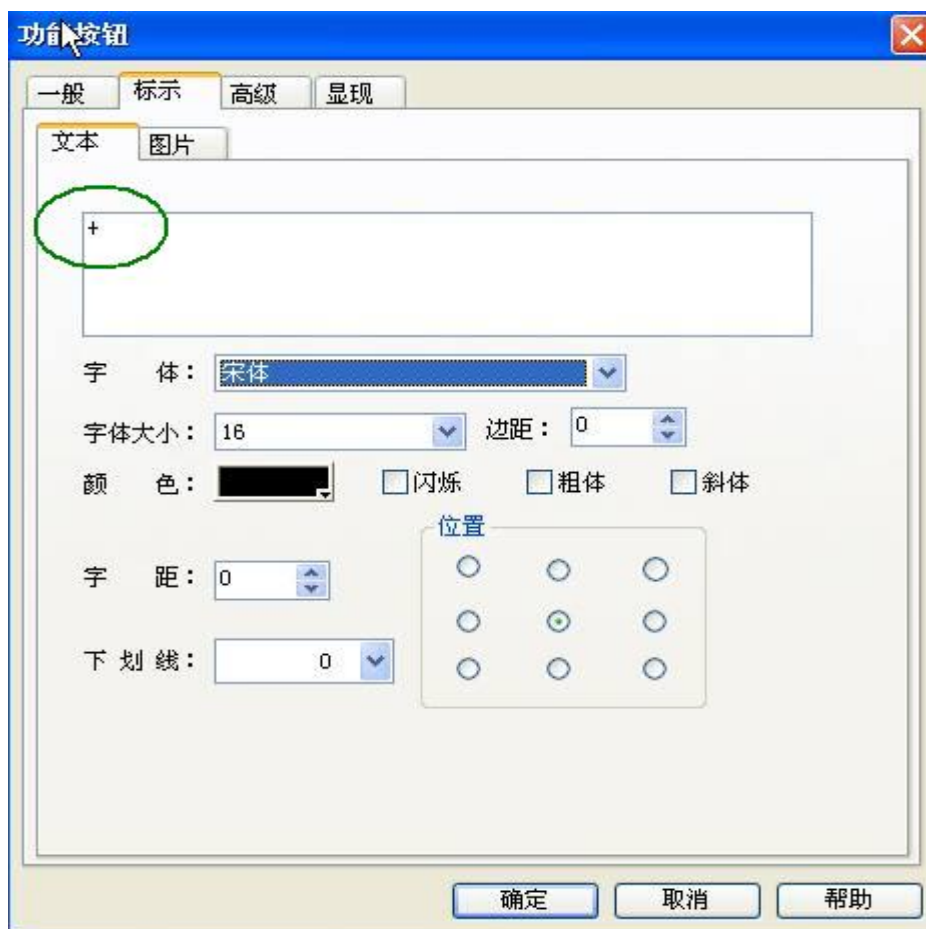 功能按钮
一般 标示 高级 显现
文本 图片
+
字 体： 宋体
字体大小： 16 边距： 0
颜 色： 闪烁 粗体 斜体
位置
字 距： 0
下 划 线： 0
确定 取消 帮助